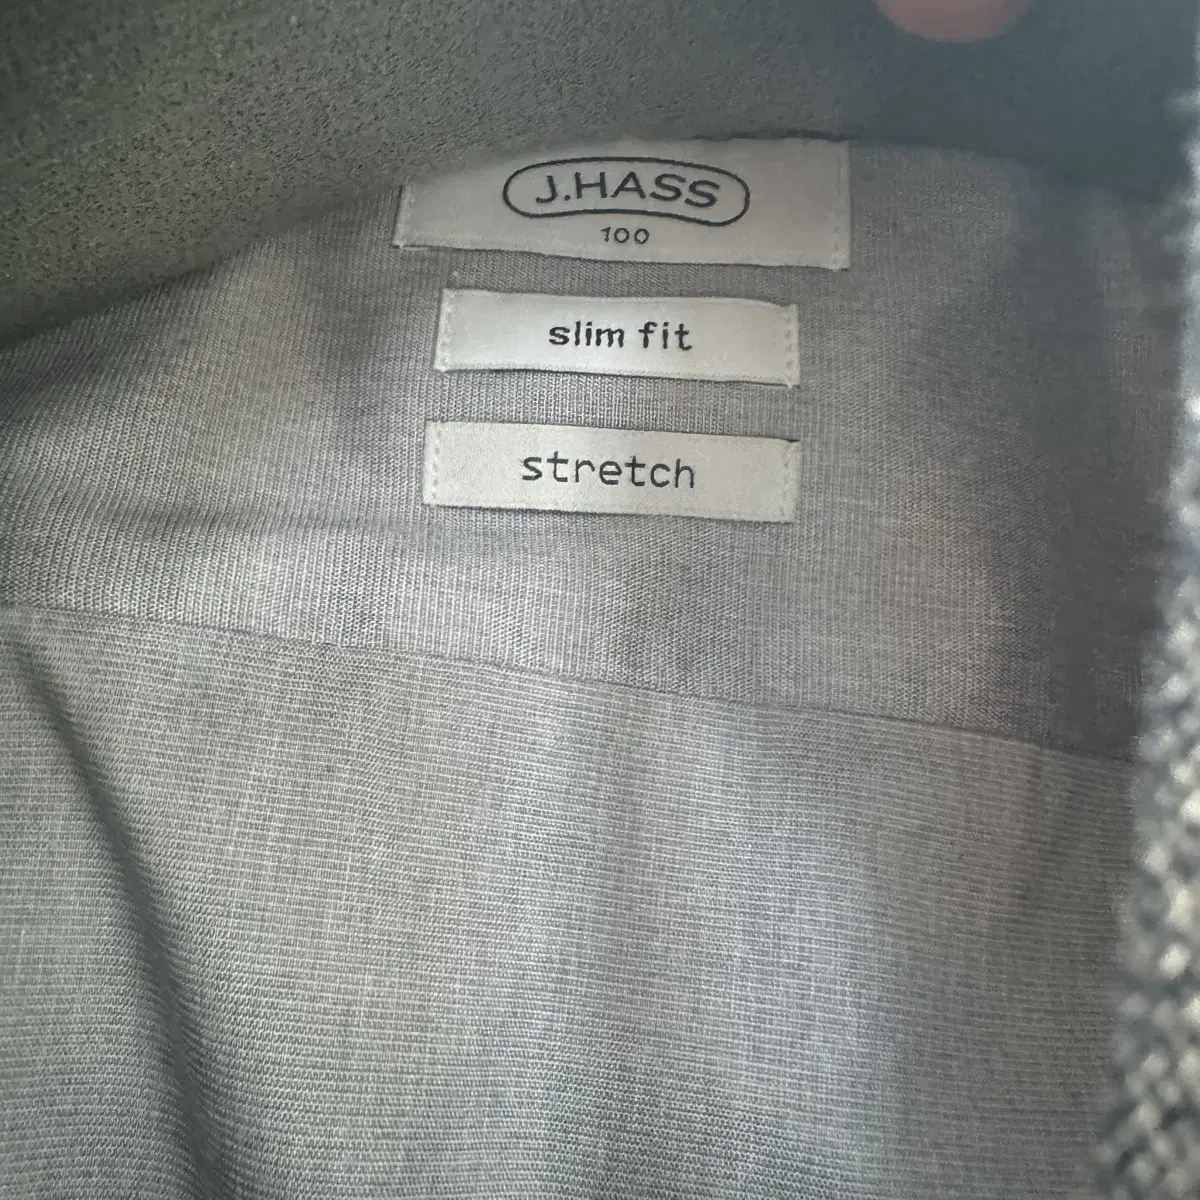 J.HASS
100
slim fit
stretch